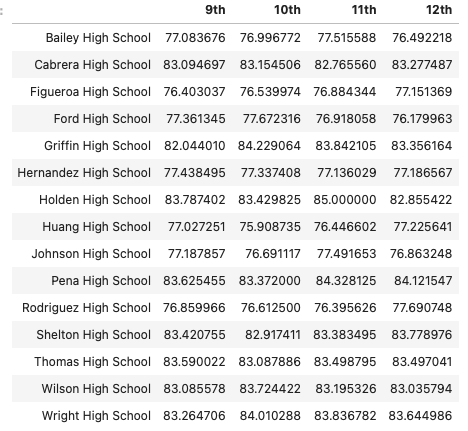 9th 10th 11th 12th
Bailey High School 77.083676 76.996772 77.515588 76.492218
Cabrera High School 83.094697 83.154506 82.765560 83.277487
Figueroa High School 76.403037 76.539974 76.884344 77.151369
Ford High School 77.361345 77.672316 76.918058 76.179963
Griffin High School 82.044010 84.229064 83.842105 83.356164
Hernandez High School 77.438495 77.337408 77.136029 77.186567
Holden High School 83.787402 83.429825 85.000000 82.855422
Huang High School 77.027251 75.908735 76.446602 77.225641
Johnson High School 77.187857 76.691117 77.491653 76.863248
Pena High School 83.625455 83.372000 84.328125 84.121547
Rodriguez High School 76.859966 76.612500 76.395626 77.690748
Shelton High School 83.420755 82.917411 83.383495 83.778976
Thomas High School 83.590022 83.087886 83.498795 83.497041
Wilson High School 83.085578 83.724422 83.195326 83.035794
Wright High School 83.264706 84.010288 83.836782 83.644986